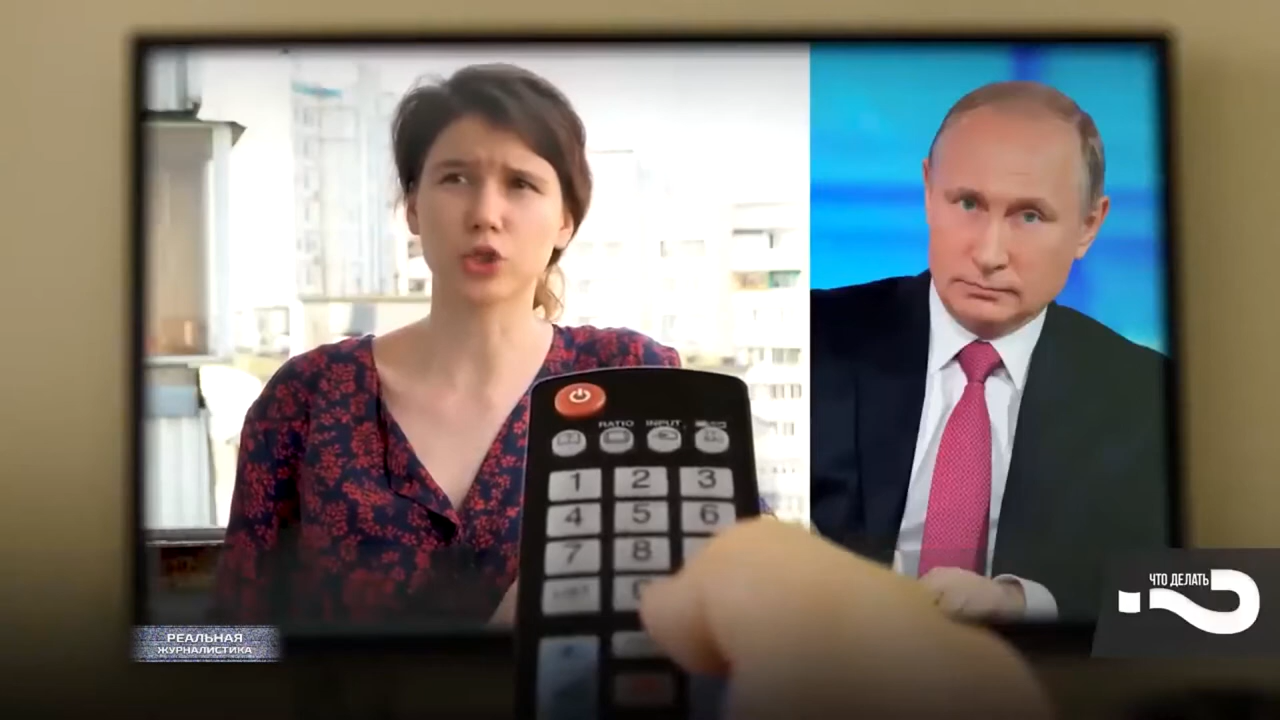 RATIO INPUT
1 2 3
4 5 6
7 8
РЕАЛЬНАЯ
ЖУРНАЛИСТИКА
ЧТО ДЕЛАТЬ
?